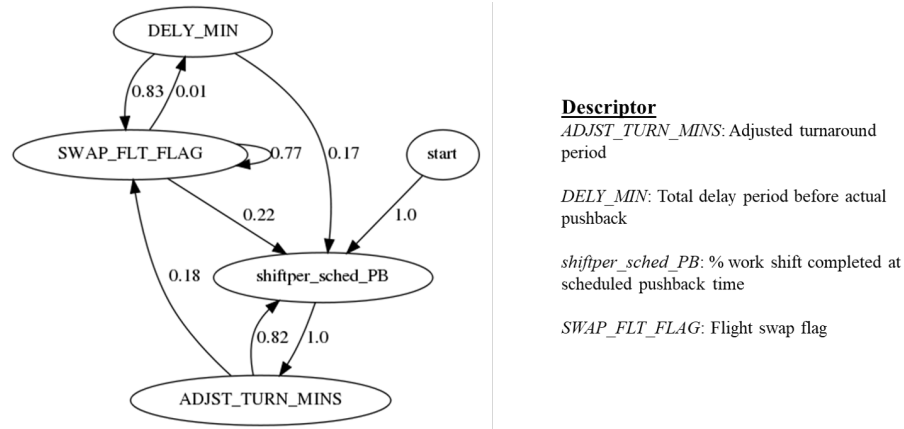 DELY_MIN
0.83
0.01
SWAP_FLT_FLAG
0.77
0.17
start
0.22
1.0
shiftper_sched_PB
0.18
0.82
1.0
ADJST_TURN_MINS
Descriptor
ADJST_TURN_MINS: Adjusted turnaround
period
DELY_MIN: Total delay period before actual
pushback
shiftper_sched_PB: % work shift completed at
scheduled pushback time
SWAP_FLT_FLAG: Flight swap flag